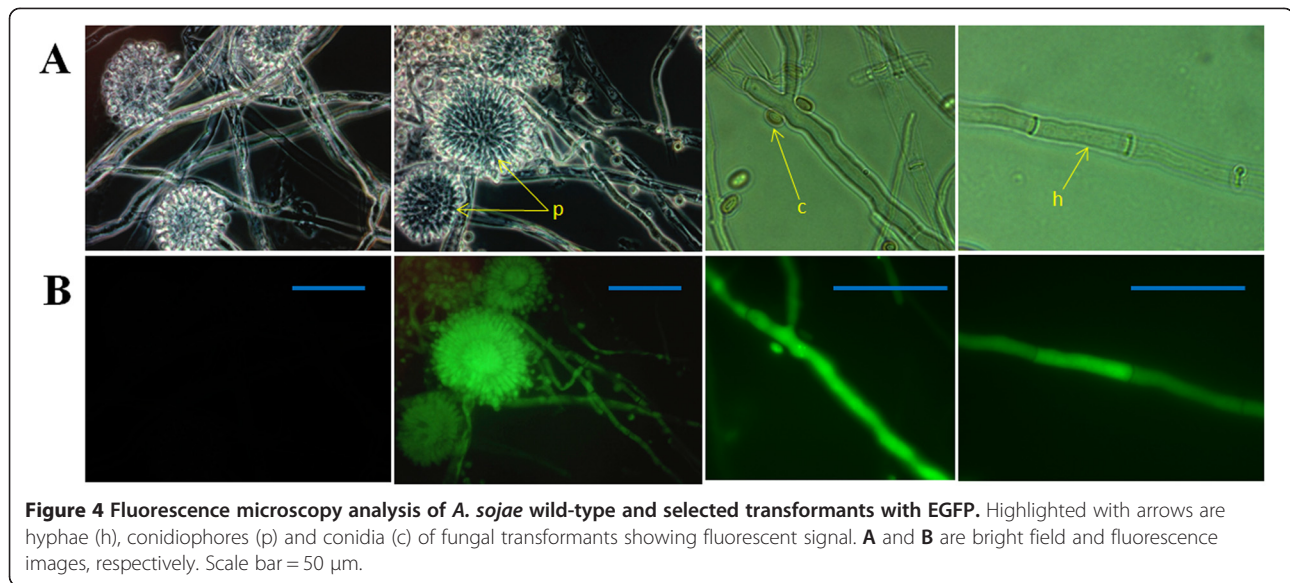 A
p
c
h
B
Figure 4 Fluorescence microscopy analysis of A. sojae wild-type and selected transformants with EGFP. Highlighted with arrows are
hyphae (h), conidiophores (p) and conidia (c) of fungal transformants showing fluorescent signal. A and B are bright field and fluorescence
images, respectively. Scale bar = 50 μm.